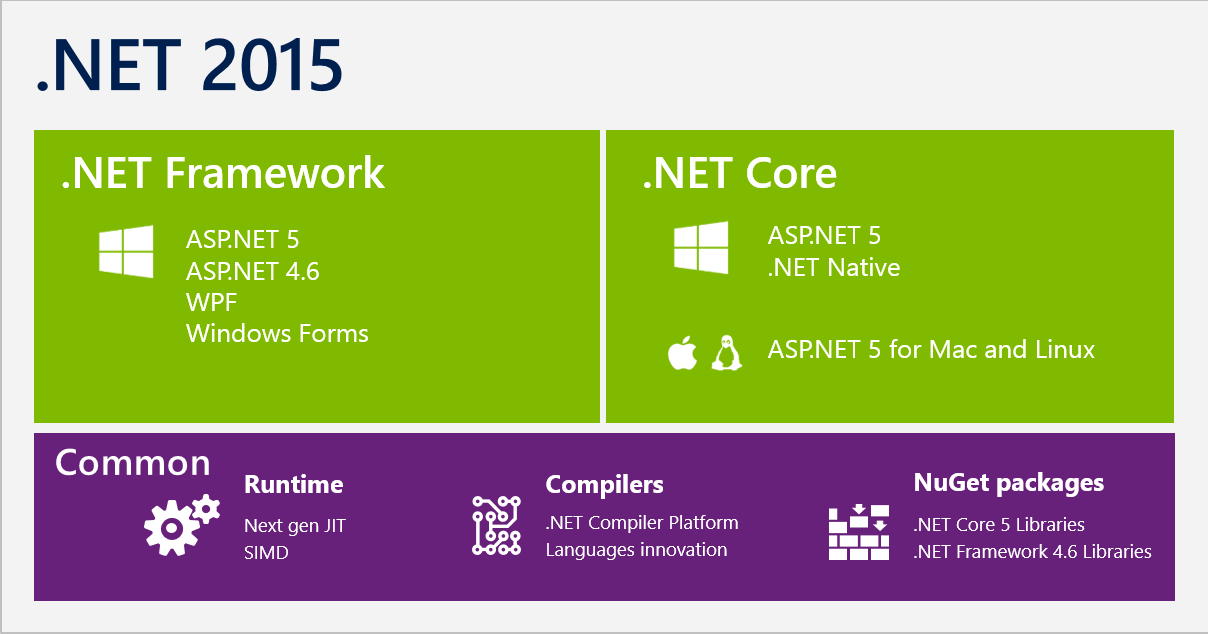 .NET 2015
.NET Framework
ASP.NET 5
ASP.NET 4.6
WPF
Windows Forms
.NET Core
ASP.NET 5
.NET Native
ASP.NET 5 for Mac and Linux
Common
Runtime
Next gen JIT
SIMD
Compilers
.NET Compiler Platform
Languages innovation
NuGet packages
.NET Core 5 Libraries
.NET Framework 4.6 Libraries